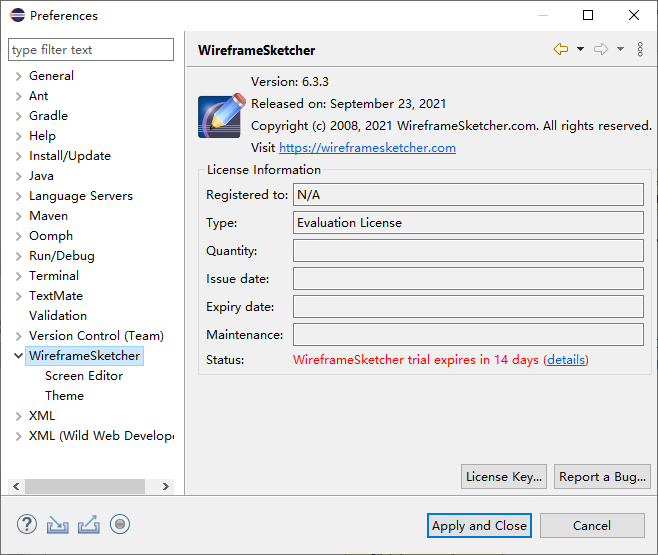 Preferences
type filter text
General
Ant
Gradle
Help
Install/Update
Java
Language Servers
Maven
Oomph
Run/Debug
Terminal
TextMate
Validation
Version Control (Team)
WireframeSketcher
Screen Editor
Theme
XML
XML (Wild Web Develope
WireframeSketcher
Version: 6.3.3
Released on: September 23, 2021
Copyright (c) 2008, 2021 WireframeSketcher.com. All rights reserved.
Visit https://wireframesketcher.com
License Information
Registered to: N/A
Type: Evaluation License
Quantity:
Issue date:
Expiry date:
Maintenance:
Status: WireframeSketcher trial expires in 14 days (details)
License Key... Report a Bug...
? Apply and Close Cancel